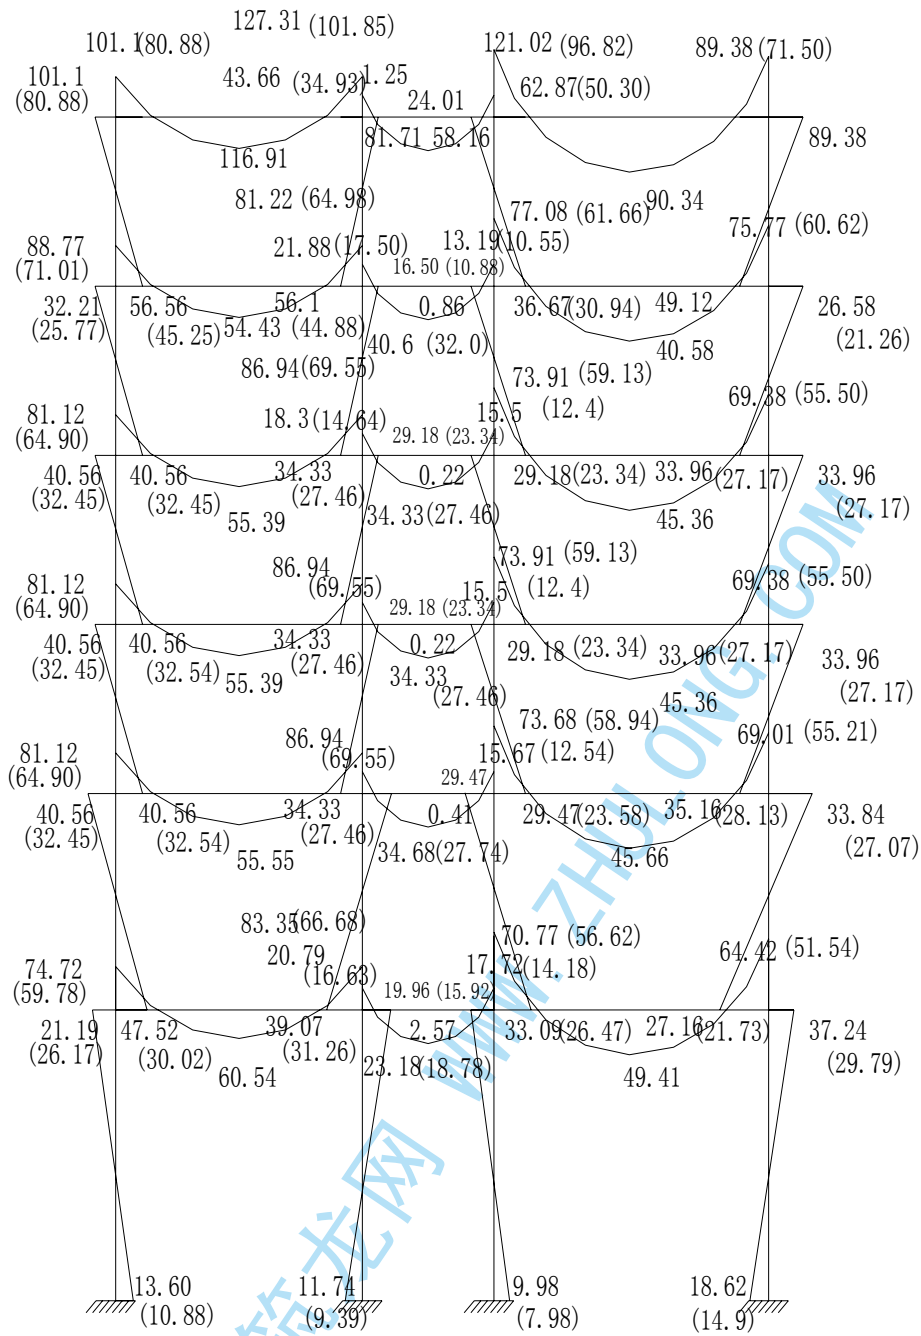 127.31 (101.85)
101.1(80.88) 121.02 (96.82) 89.38(71.50)
101.1 43.66 (34.93) 1.25 62.87(50.30)
(80.88) 24.01
81.71 58.16 89.38
116.91
81.22 (64.98) 77.08 (61.66) 90.34 75.77 (60.62)
88.77 21.88(17.50) 13.19(10.55)
(71.01) 16.50 (10.88)
32.21 56.56 56.1 0.86 36.67(30.94) 49.12 26.58
(25.77) (45.25) 54.43 (44.88) 40.6 (32.0) 40.58 (21.26)
86.94(69.55) 73.91 (59.13) 69.38 (55.50)
81.12 18.3(14.64) 15.5 (12.4)
(64.90) 29.18 (23.34)
40.56 40.56 34.33 0.22 29.18(23.34) 33.96(27.17) 33.96
(32.45) (32.45) (27.46) (27.17)
55.39 34.33(27.46) 45.36
86.94 73.91 (59.13) 69.38 (55.50)
81.12 (69.55) 15.5 (12.4)
(64.90) 29.18 (23.34)
40.56 40.56 34.33 0.22 29.18 (23.34) 33.96(27.17) 33.96
(32.45) (32.54) (27.46) 34.33 (27.17)
55.39 (27.46) 45.36
86.94 73.68 (58.94) 69.01 (55.21)
81.12 (69.55) 15.67(12.54)
(64.90) 29.47
40.56 40.56 34.33 0.41 29.47(23.58) 35.16(28.13) 33.84
(32.45) (32.54) (27.46) (27.07)
55.55 34.68(27.74) 45.66
83.35(66.68) 70.77 (56.62) 64.42 (51.54)
74.72 20.79 (16.63) 17.72(14.18)
(59.78) 19.96 (15.92)
21.19 47.52 39.07 2.57 33.09(26.47) 27.16(21.73) 37.24
(26.17) (30.02) (31.26) (29.79)
60.54 23.18(18.78) 49.41
13.60 11.74 9.98 18.62
(10.88) (9.39) (7.98) (14.9)
筑龙网 WWW.ZHULONG.COM